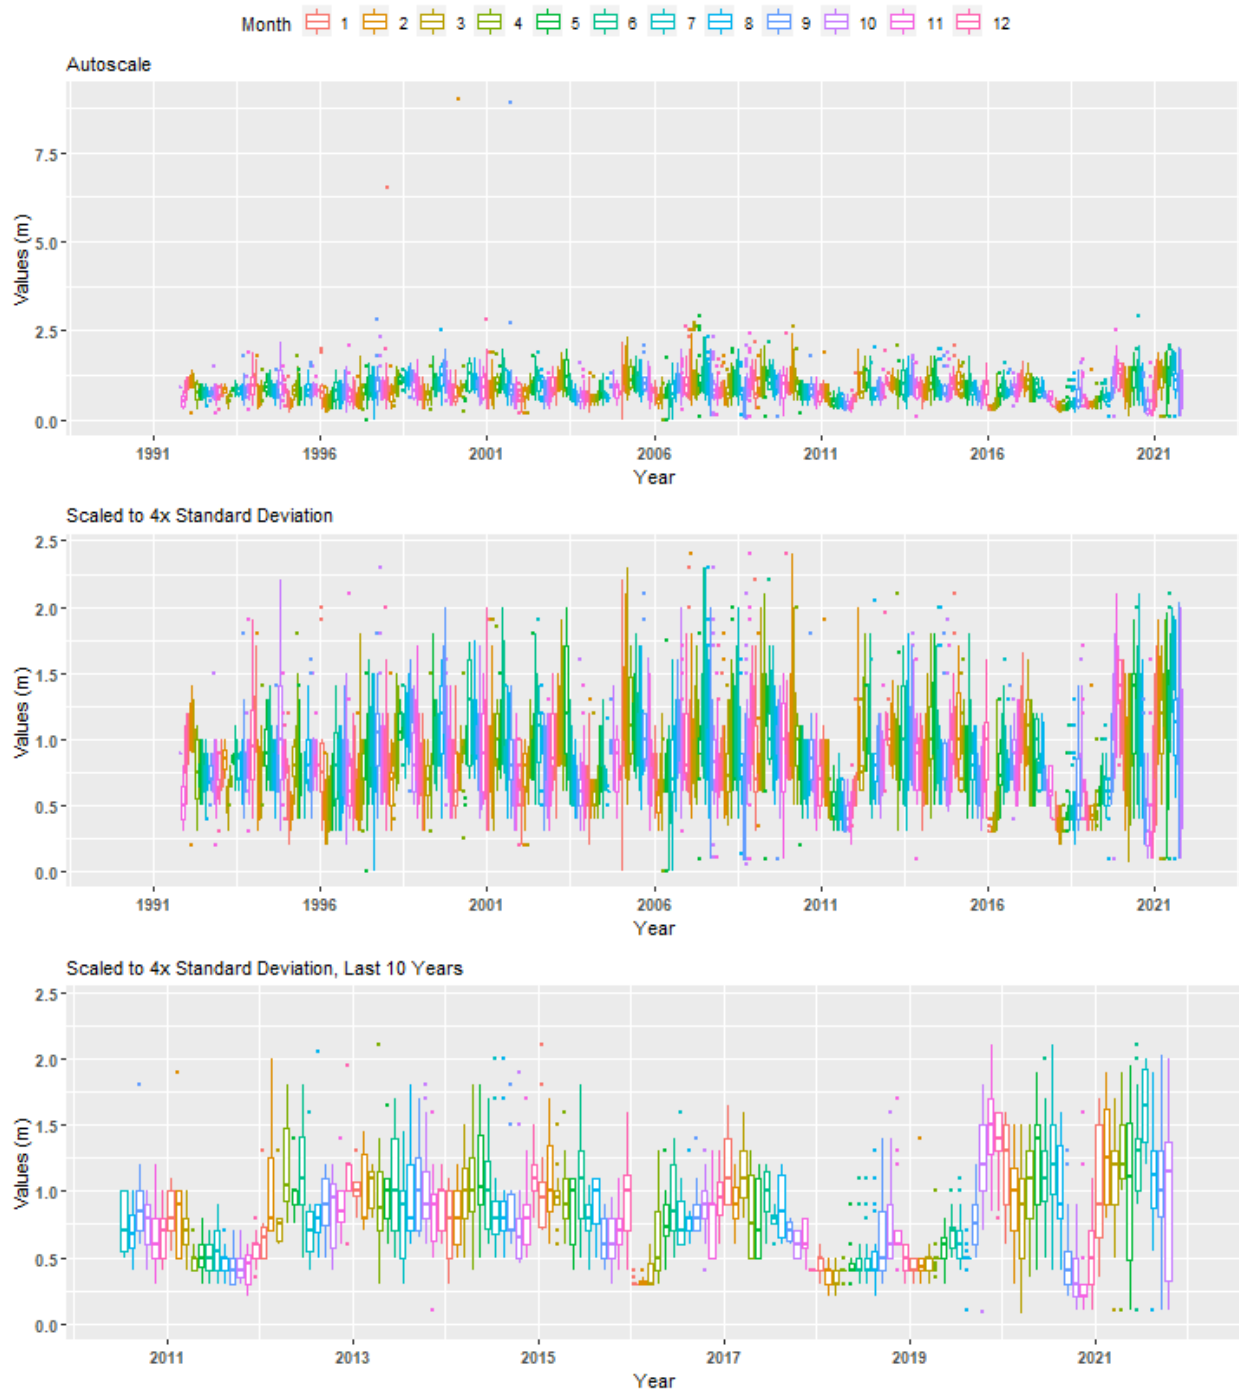 Month 1 2 3 4 5 6 7 8 9 10 11 12
Autoscale
7.5
5.0
2.5
0.0
Values (m)
1991 1996 2001 2006 2011 2016 2021
Year
Scaled to 4x Standard Deviation
2.5
2.0
1.5
1.0
0.5
0.0
Values (m)
1991 1996 2001 2006 2011 2016 2021
Year
Scaled to 4x Standard Deviation, Last 10 Years
2.5
2.0
1.5
1.0
0.5
0.0
Values (m)
2011 2013 2015 2017 2019 2021
Year